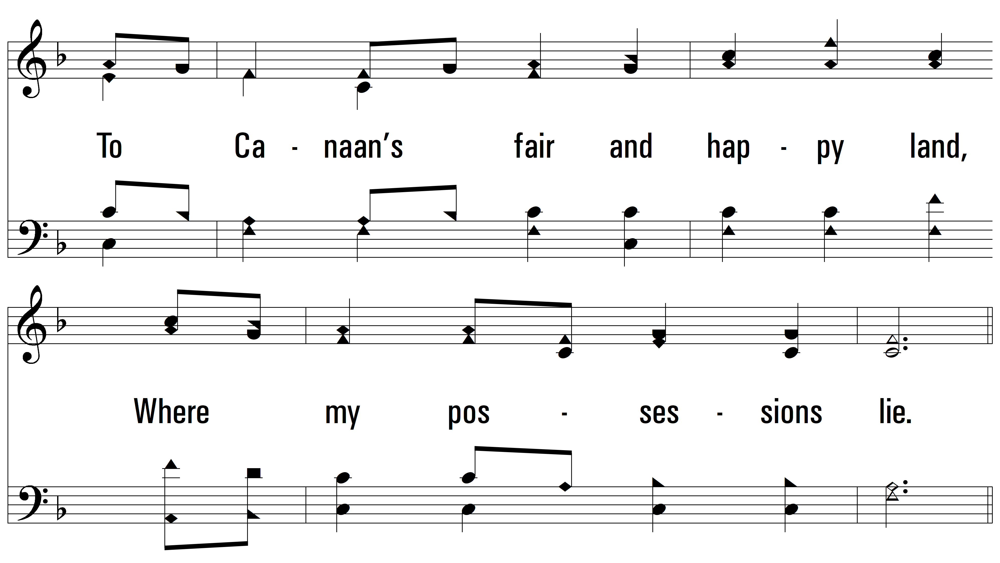 To Ca - naan's fair and hap - py land,
Where my pos - ses - sions lie.